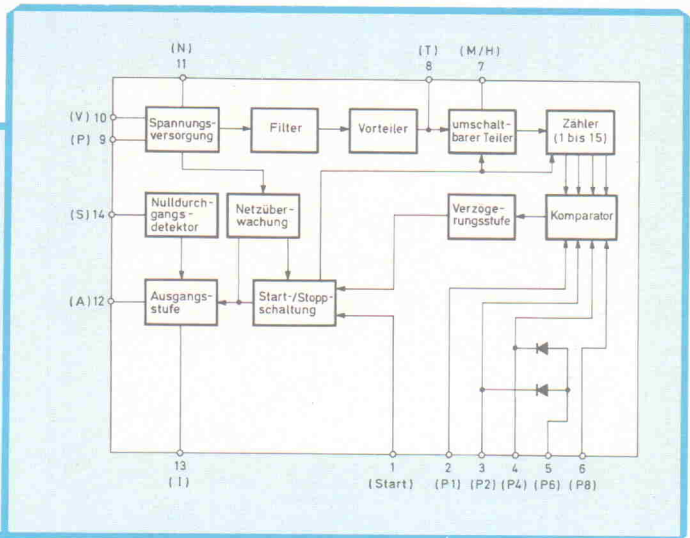 (N)
11
(T)
8
(M/H)
7
(V) 10
(P) 9
Spannungs-
versorgung
Filter
Vorteiler
umschalt-
barer Teiler
Zähler
(1 bis 15)
(S) 14
Nulldurch-
gangs-
detektor
Netzüber-
wachung
Verzöge-
rungsstufe
Komparator
(A) 12
Ausgangs-
stufe
Start-/Stopp-
schaltung
13
(I)
1
(Start)
2
(P1)
3
(P2)
4
(P4)
5
(P6)
6
(P8)